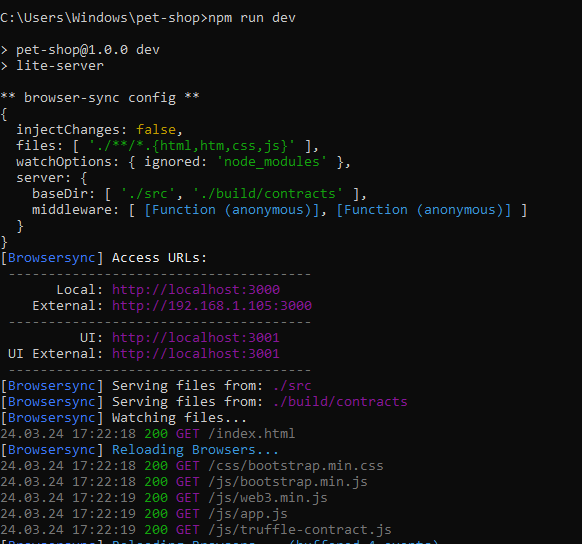 C:\Users\Windows\pet-shop>npm run dev
> pet-shop@1.0.0 dev
> lite-server
** browser-sync config **
{
  injectChanges: false,
  files: [ './**/*.{html,htm,css,js}' ],
  watchOptions: { ignored: 'node_modules' },
  server: {
    baseDir: [ './src', './build/contracts' ],
    middleware: [ [Function (anonymous)], [Function (anonymous)] ]
  }
}
[Browsersync] Access URLs:
 --------------------------------------
       Local: http://localhost:3000
    External: http://192.168.1.105:3000
 --------------------------------------
          UI: http://localhost:3001
 UI External: http://localhost:3001
 --------------------------------------
[Browsersync] Serving files from: ./src
[Browsersync] Serving files from: ./build/contracts
[Browsersync] Watching files...
24.03.24 17:22:18 200 GET /index.html
[Browsersync] Reloading Browsers...
24.03.24 17:22:18 200 GET /css/bootstrap.min.css
24.03.24 17:22:18 200 GET /js/bootstrap.min.js
24.03.24 17:22:19 200 GET /js/web3.min.js
24.03.24 17:22:19 200 GET /js/app.js
24.03.24 17:22:19 200 GET /js/truffle-contract.js
[Browsersync] Reloading Browsers... (buffered 4 events)